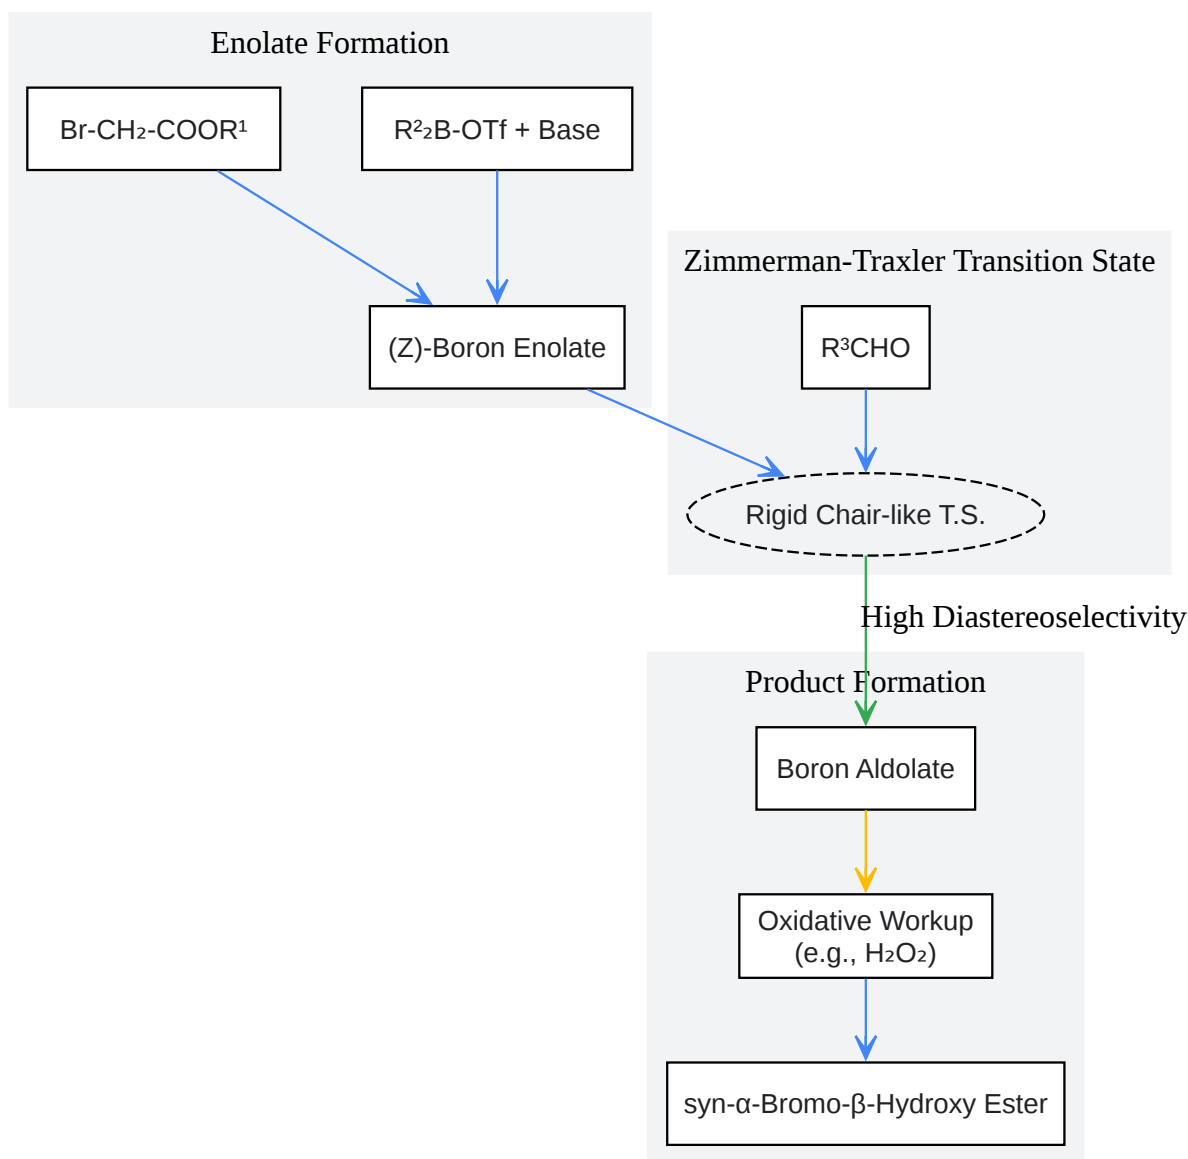 Enolate Formation
Br-CH₂-COOR¹
R²₂B-OTf + Base
(Z)-Boron Enolate
Zimmerman-Traxler Transition State
R³CHO
Rigid Chair-like T.S.
High Diastereoselectivity
Product Formation
Boron Aldolate
Oxidative Workup
(e.g., H₂O₂)
syn-α-Bromo-β-Hydroxy Ester